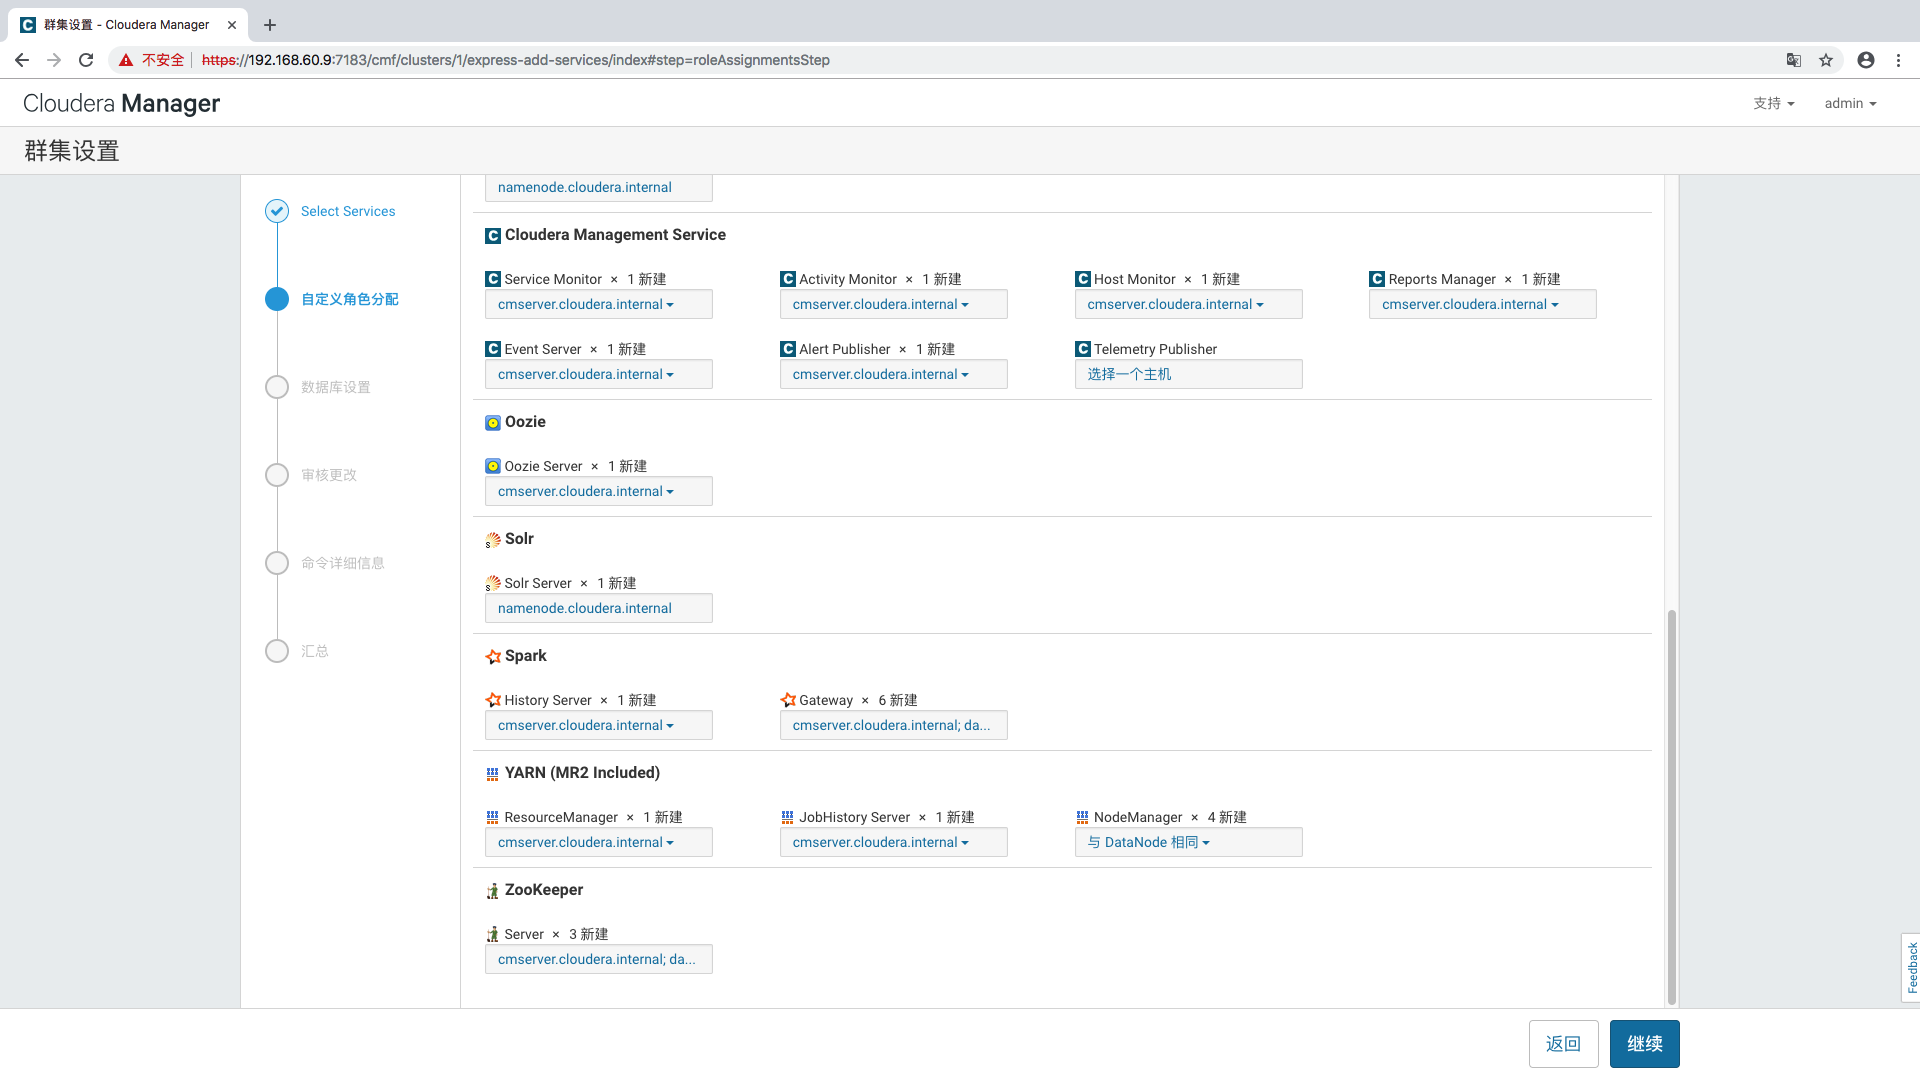 群集设置 - Cloudera Manager
不安全 https://192.168.60.9:7183/cmf/clusters/1/express-add-services/index#step=roleAssignmentsStep
Cloudera Manager
支持
admin
群集设置
Select Services
自定义角色分配
数据库设置
审核更改
命令详细信息
汇总
namenode.cloudera.internal
Cloudera Management Service
Service Monitor × 1 新建
cmserver.cloudera.internal
Activity Monitor × 1 新建
cmserver.cloudera.internal
Host Monitor × 1 新建
cmserver.cloudera.internal
Reports Manager × 1 新建
cmserver.cloudera.internal
Event Server × 1 新建
cmserver.cloudera.internal
Alert Publisher × 1 新建
cmserver.cloudera.internal
Telemetry Publisher
选择一个主机
Oozie
Oozie Server × 1 新建
cmserver.cloudera.internal
Solr
Solr Server × 1 新建
namenode.cloudera.internal
Spark
History Server × 1 新建
cmserver.cloudera.internal
Gateway × 6 新建
cmserver.cloudera.internal; da...
YARN (MR2 Included)
ResourceManager × 1 新建
cmserver.cloudera.internal
JobHistory Server × 1 新建
cmserver.cloudera.internal
NodeManager × 4 新建
与 DataNode 相同
ZooKeeper
Server × 3 新建
cmserver.cloudera.internal; da...
Feedback
返回
继续